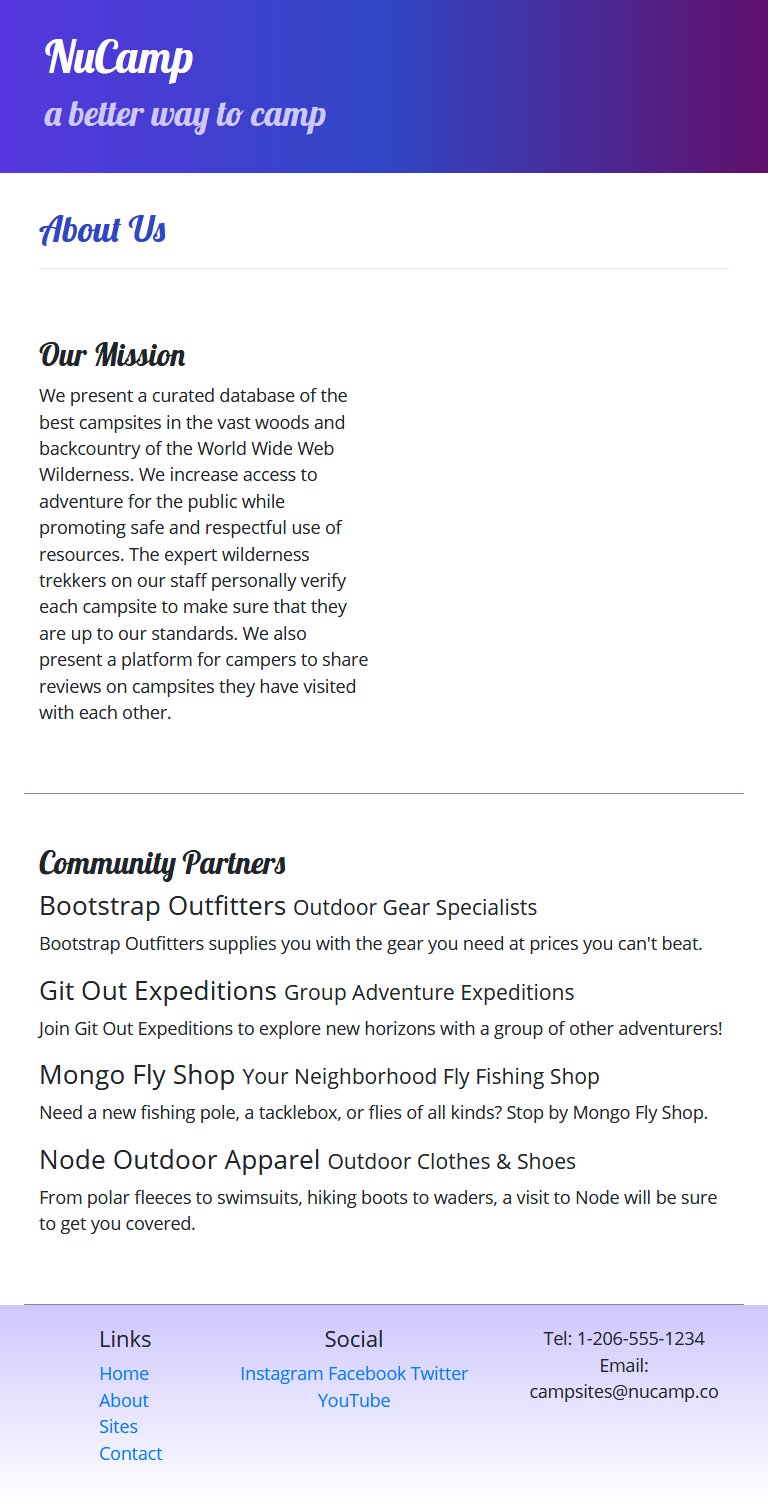 NuCamp
a better way to camp
About Us
Our Mission
We present a curated database of the
best campsites in the vast woods and
backcountry of the World Wide Web
Wilderness. We increase access to
adventure for the public while
promoting safe and respectful use of
resources. The expert wilderness
trekkers on our staff personally verify
each campsite to make sure that they
are up to our standards. We also
present a platform for campers to share
reviews on campsites they have visited
with each other.
Community Partners
Bootstrap Outfitters Outdoor Gear Specialists
Bootstrap Outfitters supplies you with the gear you need at prices you can't beat.
Git Out Expeditions Group Adventure Expeditions
Join Git Out Expeditions to explore new horizons with a group of other adventurers!
Mongo Fly Shop Your Neighborhood Fly Fishing Shop
Need a new fishing pole, a tacklebox, or flies of all kinds? Stop by Mongo Fly Shop.
Node Outdoor Apparel Outdoor Clothes & Shoes
From polar fleeces to swimsuits, hiking boots to waders, a visit to Node will be sure
to get you covered.
Links
Home
About
Sites
Contact
Social
Instagram Facebook Twitter
YouTube
Tel: 1-206-555-1234
Email:
campsites@nucamp.co